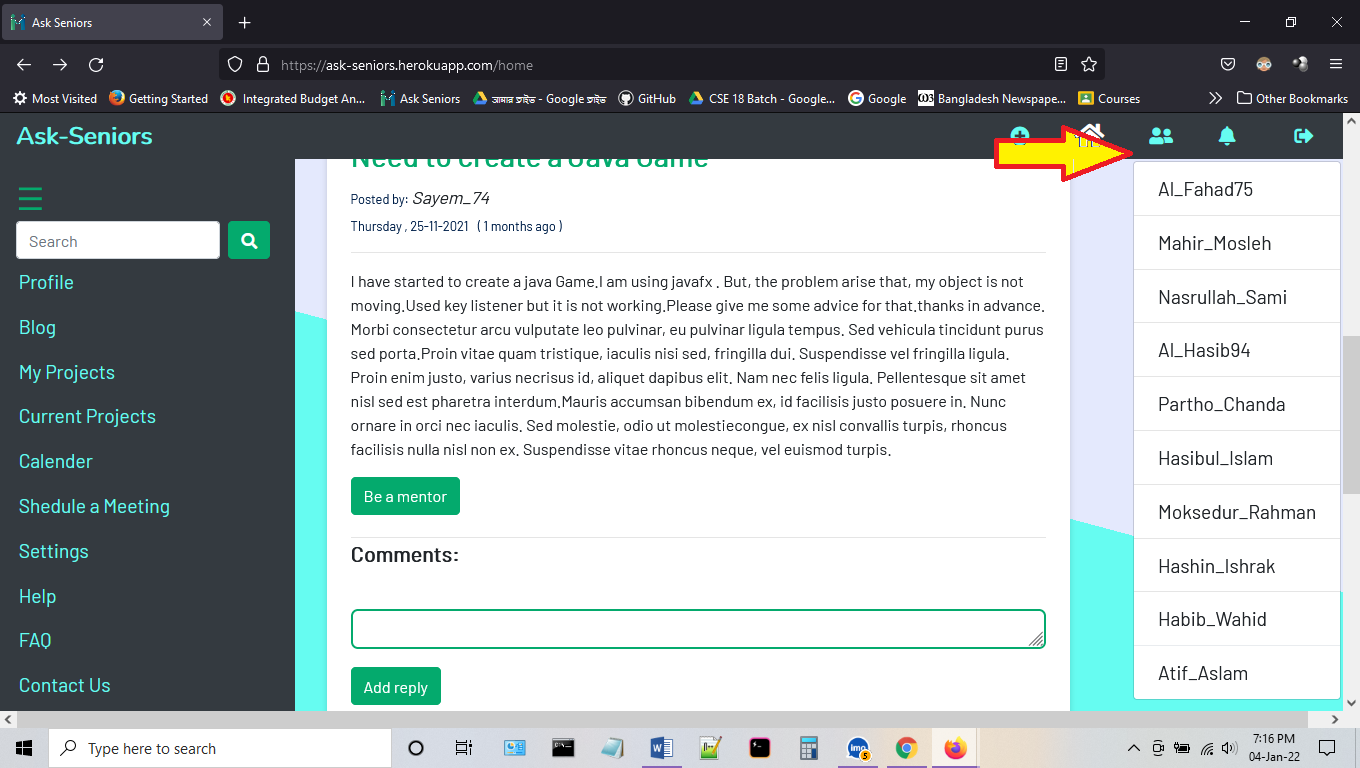 Ask Seniors
https://ask-seniors.herokuapp.com/home
Most Visited
Getting Started
Integrated Budget An...
Ask Seniors
আমার ড্রাইভ - Google ড্রাইভ
GitHub
CSE 18 Batch - Google...
Google
Bangladesh Newspape...
Courses
Other Bookmarks
Ask-Seniors
Search
Profile
Blog
My Projects
Current Projects
Calender
Shedule a Meeting
Settings
Help
FAQ
Contact Us
Need to create a Java Game
Posted by: Sayem_74
Thursday , 25-11-2021 ( 1 months ago )
I have started to create a java Game.I am using javafx . But, the problem arise that, my object is not
moving.Used key listener but it is not working.Please give me some advice for that.thanks in advance.
Morbi consectetur arcu vulputate leo pulvinar, eu pulvinar ligula tempus. Sed vehicula tincidunt purus
sed porta.Proin vitae quam tristique, iaculis nisi sed, fringilla dui. Suspendisse vel fringilla ligula.
Proin enim justo, varius necrisus id, aliquet dapibus elit. Nam nec felis ligula. Pellentesque sit amet
nisl sed est pharetra interdum.Mauris accumsan bibendum ex, id facilisis justo posuere in. Nunc
ornare in orci nec iaculis. Sed molestie, odio ut molestiecongue, ex nisl convallis turpis, rhoncus
facilisis nulla nisl non ex. Suspendisse vitae rhoncus neque, vel euismod turpis.
Be a mentor
Comments:
Add reply
Al_Fahad75
Mahir_Mosleh
Nasrullah_Sami
Al_Hasib94
Partho_Chanda
Hasibul_Islam
Moksedur_Rahman
Hashin_Ishrak
Habib_Wahid
Atif_Aslam
Type here to search
7:16 PM
04-Jan-22